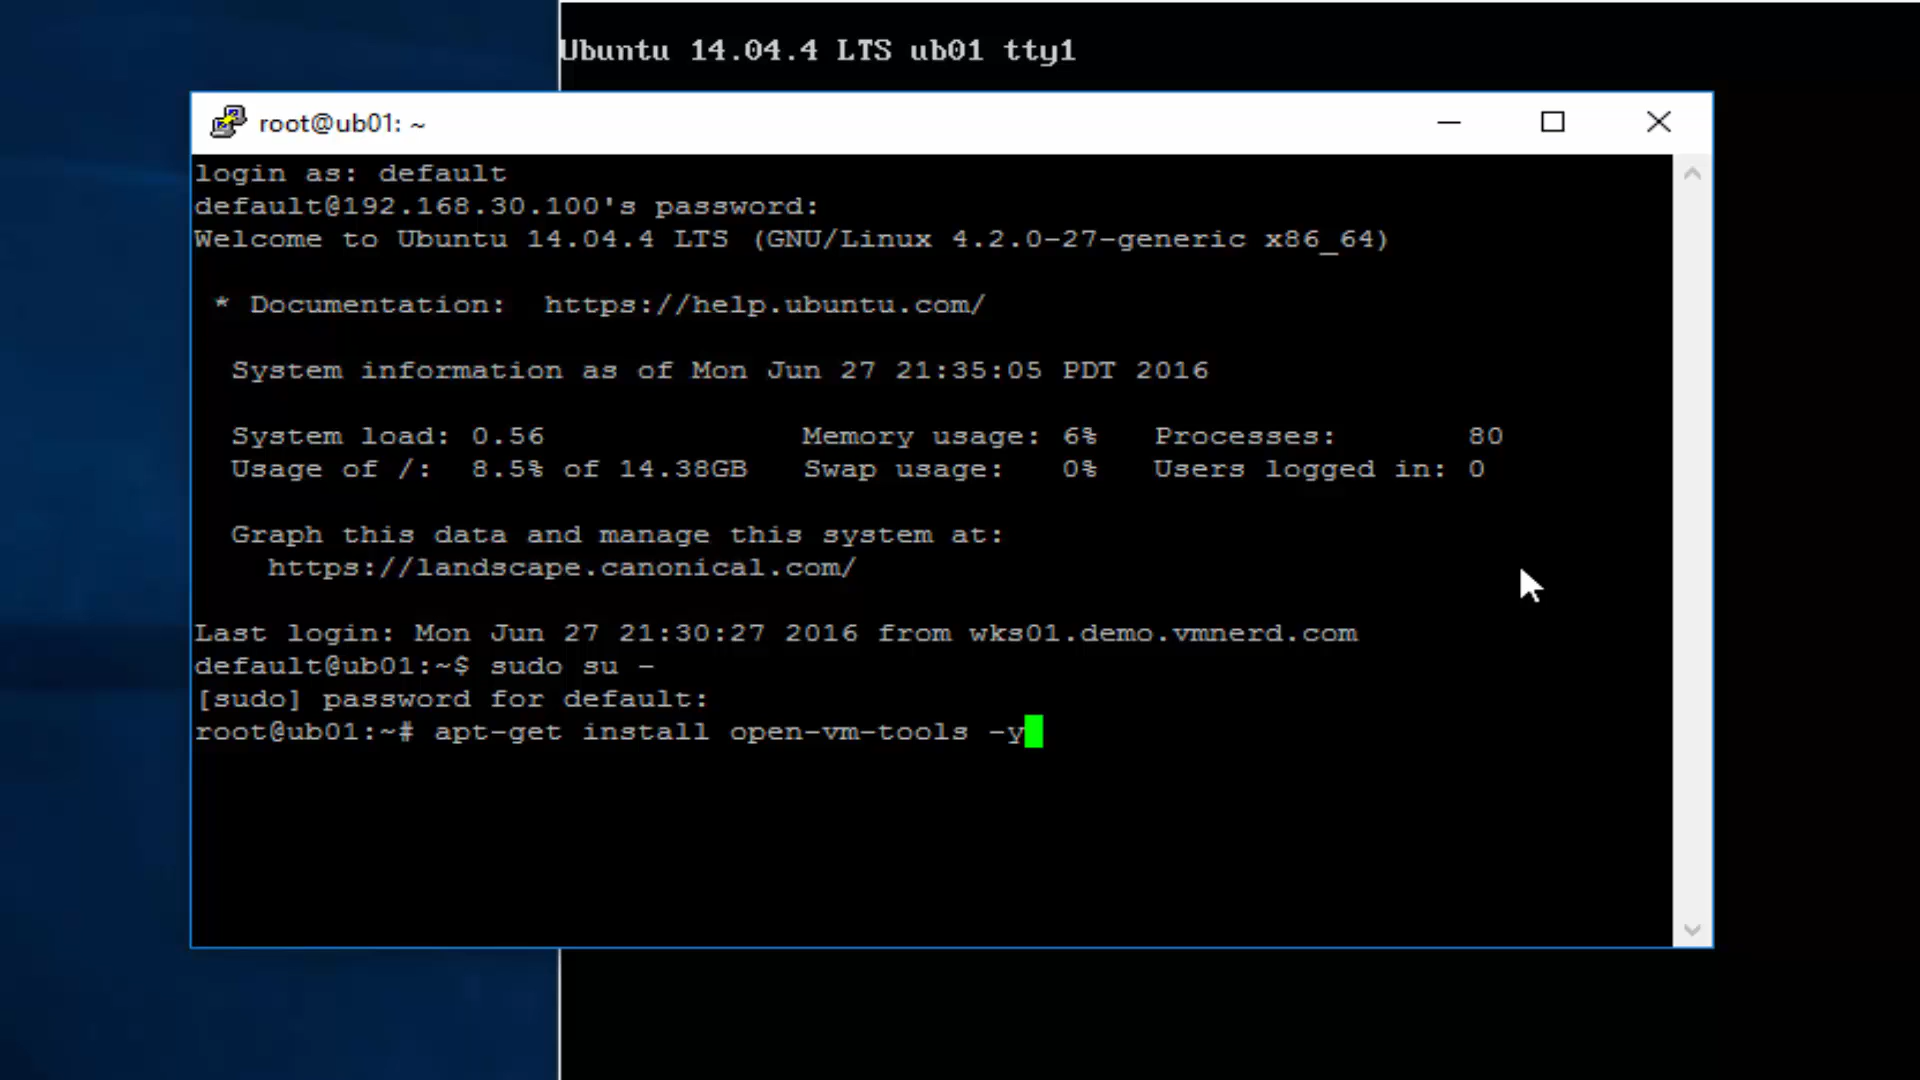 Ubuntu 14.04.4 LTS ub01 tty1
root@ub01: ~
login as: default
default@192.168.30.100's password:
Welcome to Ubuntu 14.04.4 LTS (GNU/Linux 4.2.0-27-generic x86_64)
* Documentation:  https://help.ubuntu.com/
System information as of Mon Jun 27 21:35:05 PDT 2016
System load: 0.56              Memory usage: 6%   Processes:       80
Usage of /:  8.5% of 14.38GB   Swap usage:   0%   Users logged in: 0
Graph this data and manage this system at:
https://landscape.canonical.com/
Last login: Mon Jun 27 21:30:27 2016 from wks01.demo.vmnerd.com
default@ub01:~$ sudo su -
[sudo] password for default:
root@ub01:~# apt-get install open-vm-tools -y